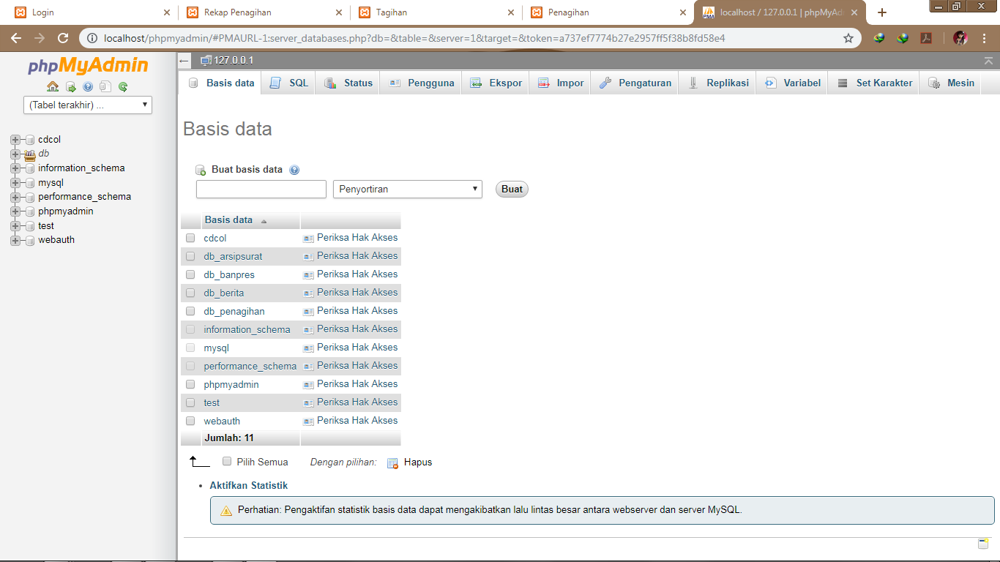 Login
Rekap Penagihan
Tagihan
Penagihan
localhost / 127.0.0.1 | phpMyAd
localhost/phpmyadmin/#PMAURL-1:server_databases.php?db=&table=&server=1&target=&token=a737ef7774b27e2957ff5f38b8fd58e4
phpMyAdmin
(Tabel terakhir) ...
cdcol
db
information_schema
mysql
performance_schema
phpmyadmin
test
webauth
127.0.0.1
Basis data
SQL
Status
Pengguna
Ekspor
Impor
Pengaturan
Replikasi
Variabel
Set Karakter
Mesin
Basis data
Buat basis data
Penyortiran
Buat
Basis data
cdcol Periksa Hak Akses
db_arsipsurat Periksa Hak Akses
db_banpres Periksa Hak Akses
db_berita Periksa Hak Akses
db_penagihan Periksa Hak Akses
information_schema Periksa Hak Akses
mysql Periksa Hak Akses
performance_schema Periksa Hak Akses
phpmyadmin Periksa Hak Akses
test Periksa Hak Akses
webauth Periksa Hak Akses
Jumlah: 11
Pilih Semua Dengan pilihan: Hapus
Aktifkan Statistik
Perhatian: Pengaktifan statistik basis data dapat mengakibatkan lalu lintas besar antara webserver dan server MySQL.